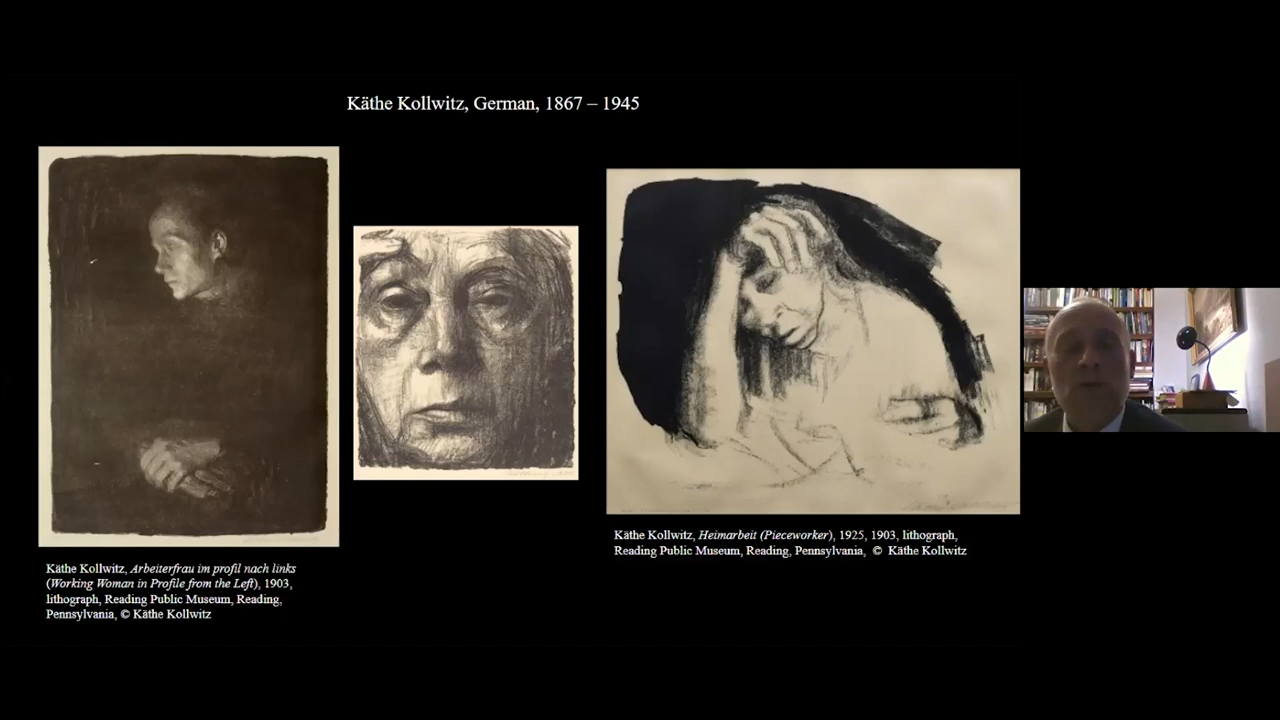 Käthe Kollwitz, German, 1867 – 1945
Käthe Kollwitz, Arbeiterfrau im profil nach links
(Working Woman in Profile from the Left), 1903,
lithograph, Reading Public Museum, Reading,
Pennsylvania, © Käthe Kollwitz
Käthe Kollwitz, Heimarbeit (Pieceworker), 1925, 1903, lithograph,
Reading Public Museum, Reading, Pennsylvania, © Käthe Kollwitz